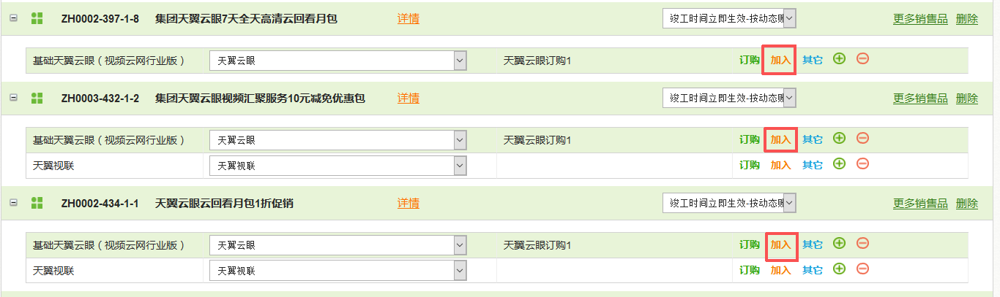 ZH0002-397-1-8 集团天翼云眼7天全天高清云回看月包 详情 竣工时间立即生效-按动态账 更多销售品 删除
基础天翼云眼（视频云网行业版） 天翼云眼 天翼云眼订购1 订购 加入 其它
ZH0003-432-1-2 集团天翼云眼视频汇聚服务10元减免优惠包 详情 竣工时间立即生效-按动态账 更多销售品 删除
基础天翼云眼（视频云网行业版） 天翼云眼 天翼云眼订购1 订购 加入 其它
天翼视联 天翼视联 订购 加入 其它
ZH0002-434-1-1 天翼云眼云回看月包1折促销 详情 竣工时间立即生效-按动态账 更多销售品 删除
基础天翼云眼（视频云网行业版） 天翼云眼 天翼云眼订购1 订购 加入 其它
天翼视联 天翼视联 订购 加入 其它